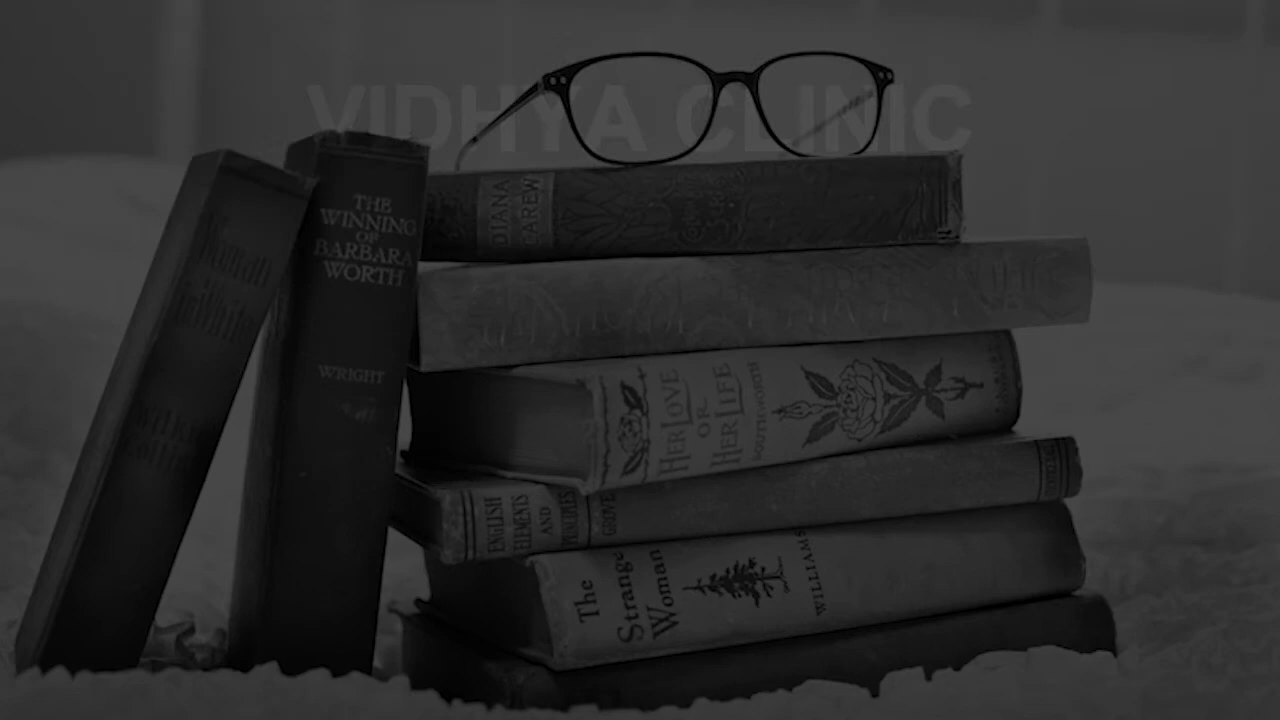 VIDHYA CLINIC
THE
WINNING
OF
BARBARA
WORTH
WRIGHT
DIANA
CAREW
HER LOVE
OR
HER LIFE
SOUTHWORTH
ENGLISH
ELEMENTS
AND
PRINCIPLES
GROVE
The
Strange
Woman
WILLIAMS